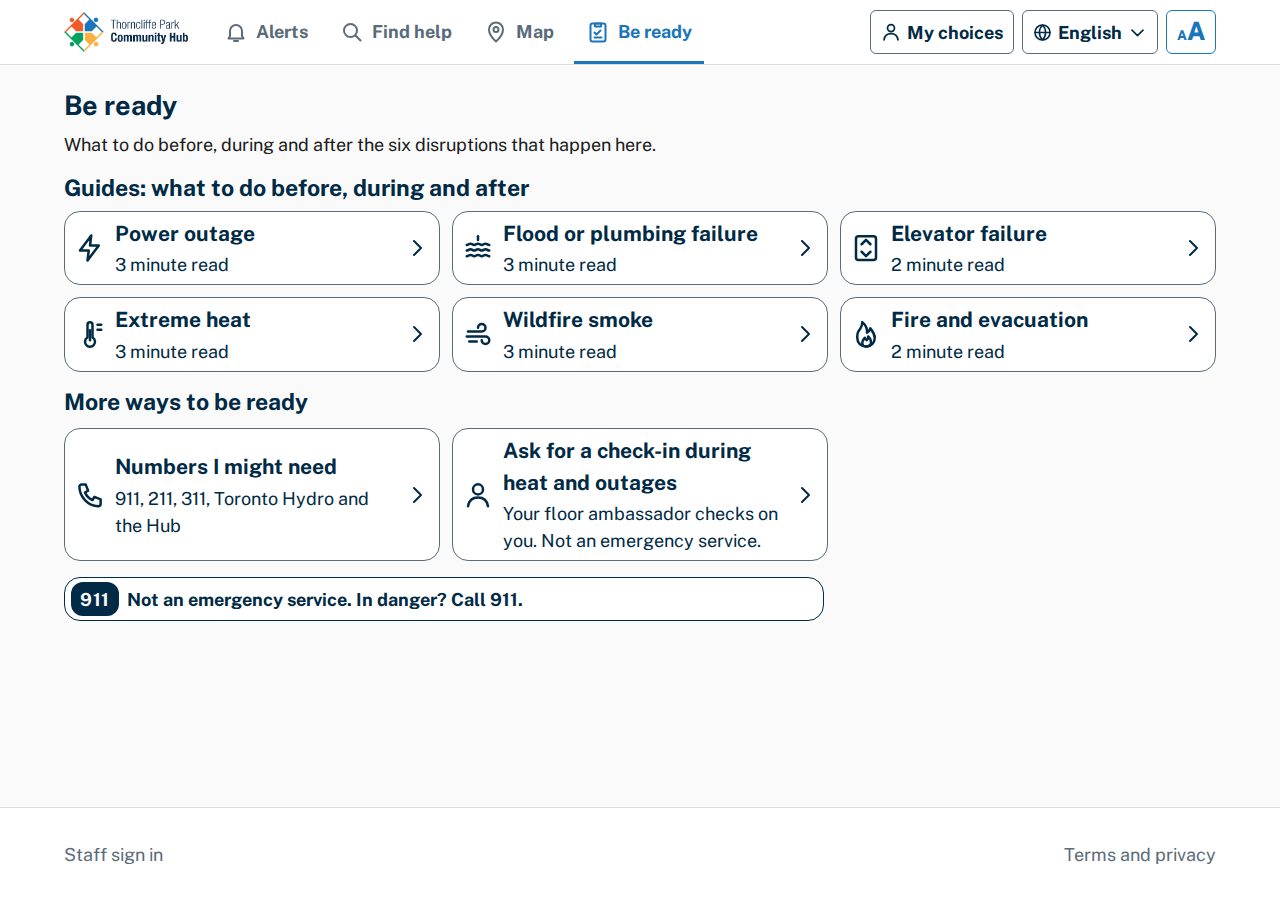 Thorncliffe Park
Community Hub
Alerts
Find help
Map
Be ready
My choices
English
AA
Be ready
What to do before, during and after the six disruptions that happen here.
Guides: what to do before, during and after
Power outage
3 minute read
Flood or plumbing failure
3 minute read
Elevator failure
2 minute read
Extreme heat
3 minute read
Wildfire smoke
3 minute read
Fire and evacuation
2 minute read
More ways to be ready
Numbers I might need
911, 211, 311, Toronto Hydro and
the Hub
Ask for a check-in during
heat and outages
Your floor ambassador checks on
you. Not an emergency service.
911 Not an emergency service. In danger? Call 911.
Staff sign in
Terms and privacy